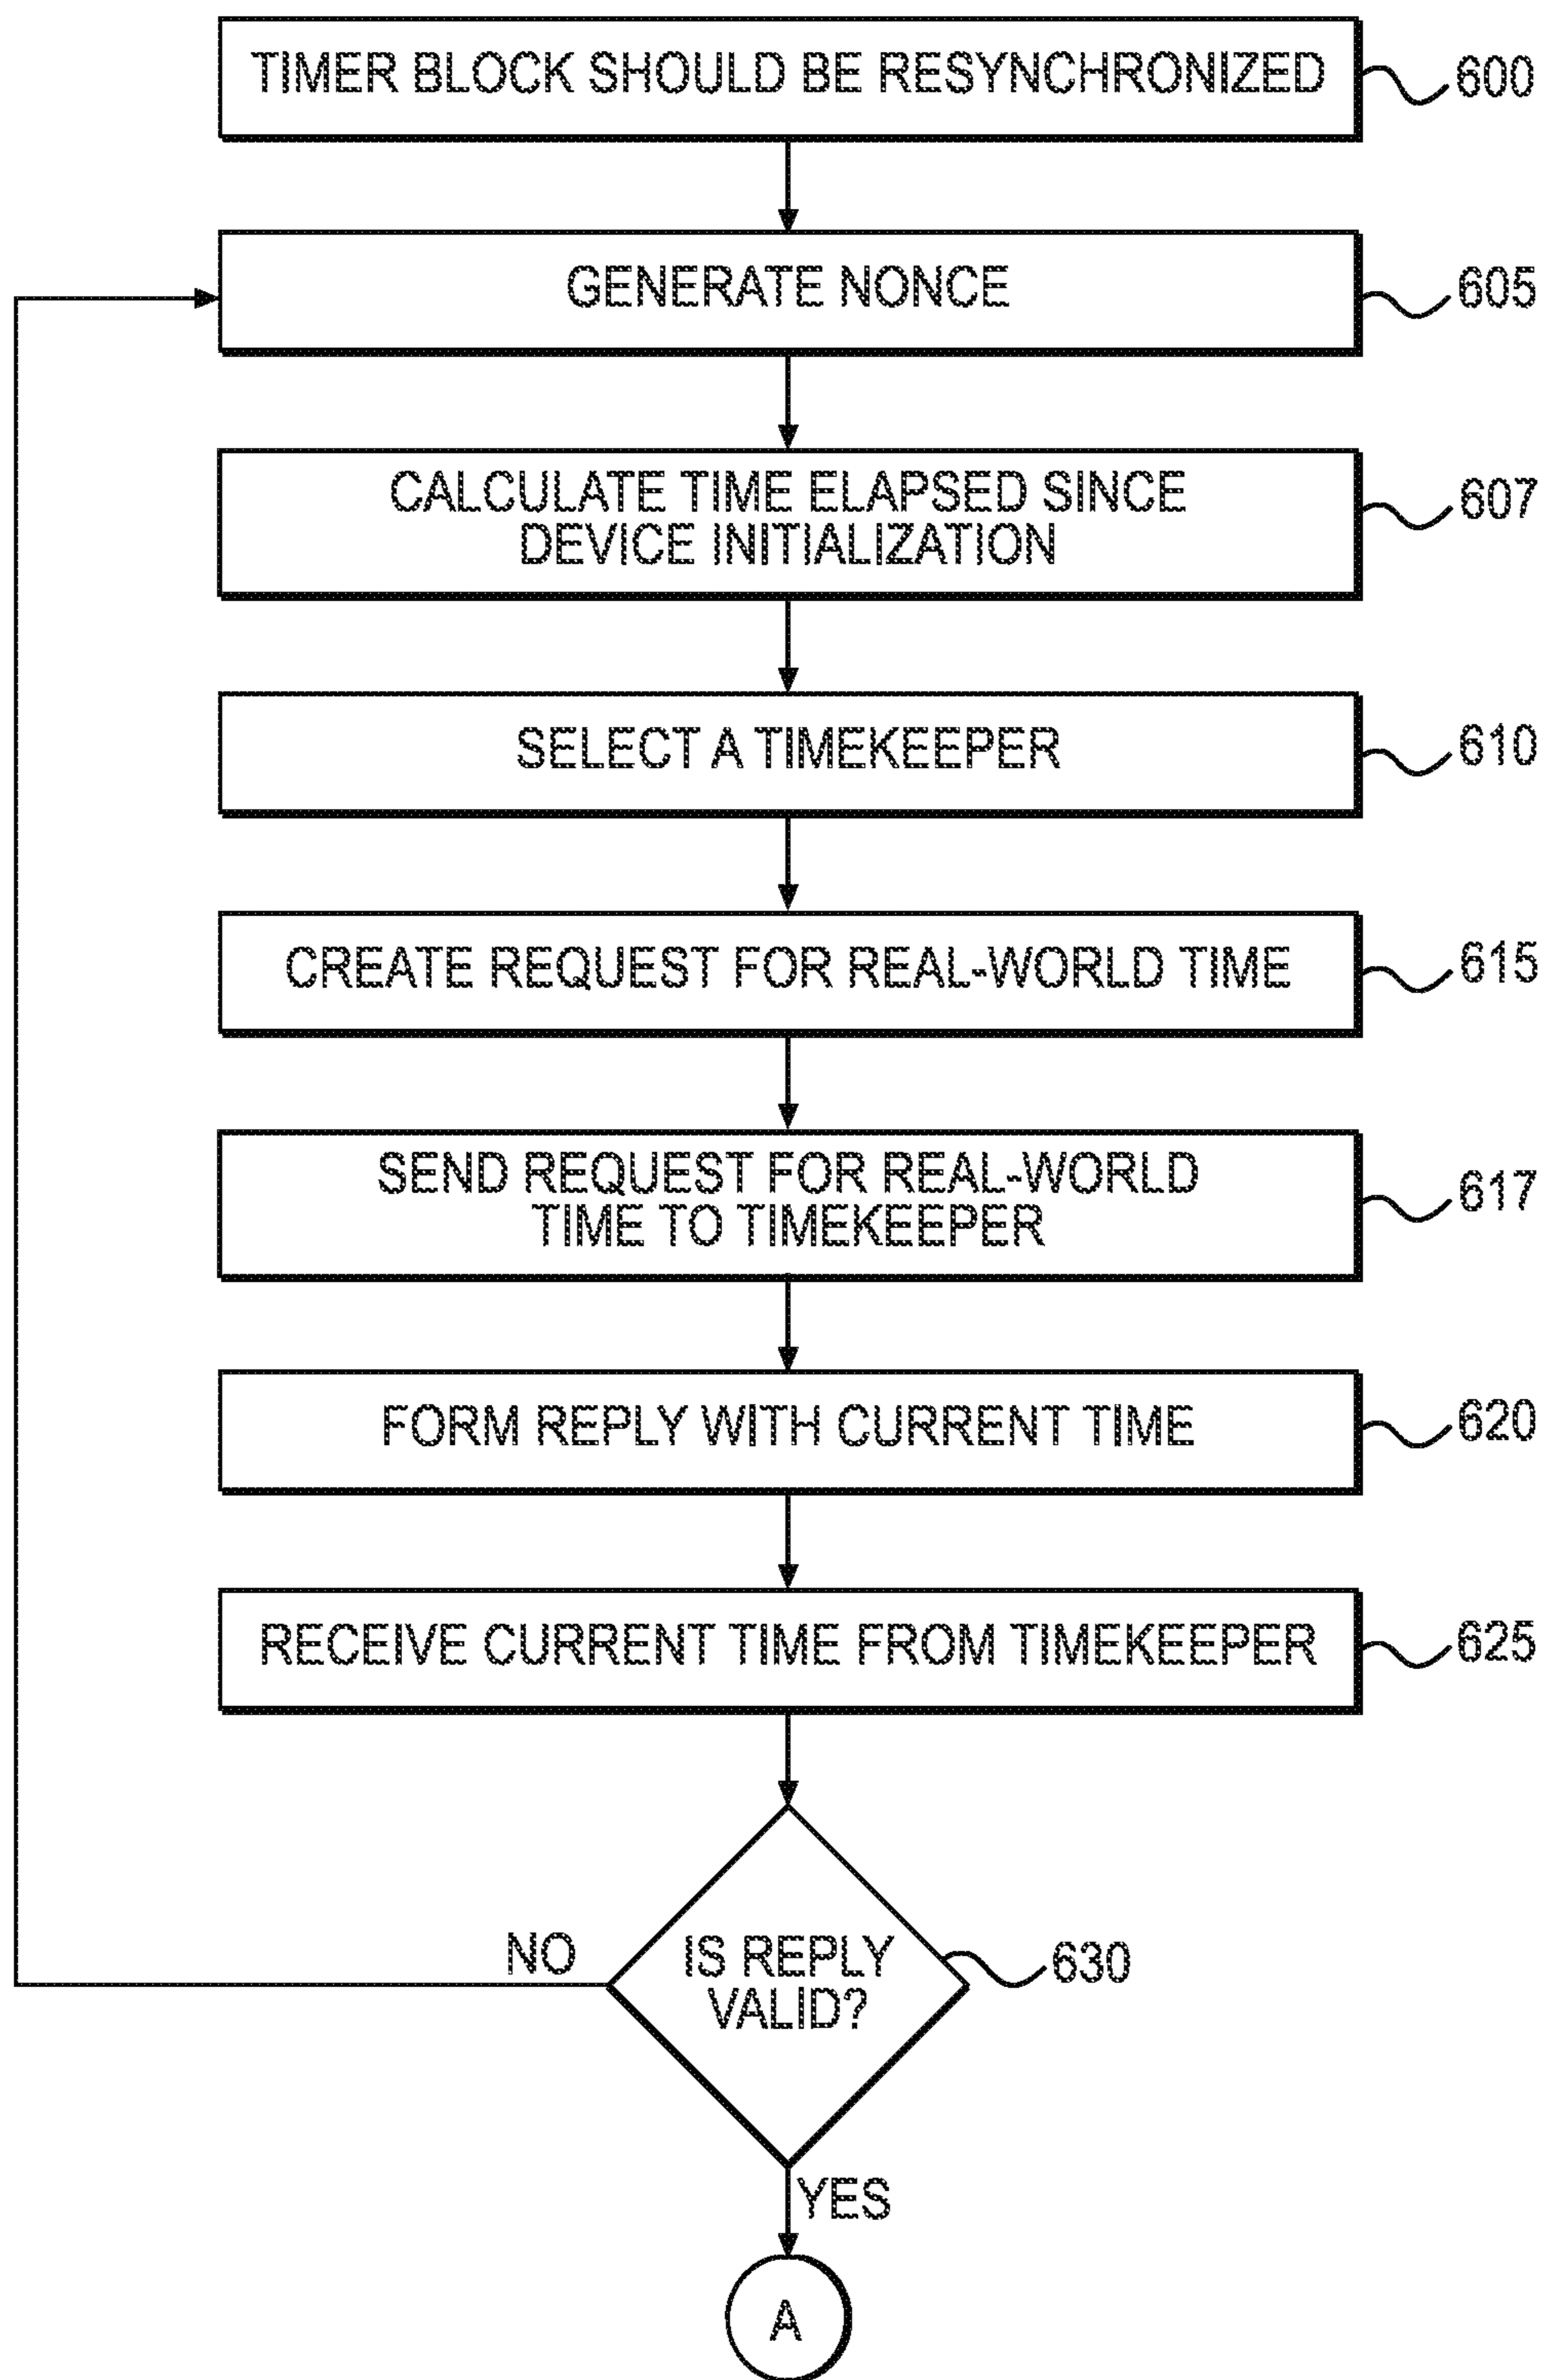 TIMER BLOCK SHOULD BE RESYNCHRONIZED
600
GENERATE NONCE
605
CALCULATE TIME ELAPSED SINCE
DEVICE INITIALIZATION
607
SELECT A TIMEKEEPER
610
CREATE REQUEST FOR REAL-WORLD TIME
615
SEND REQUEST FOR REAL-WORLD
TIME TO TIMEKEEPER
617
FORM REPLY WITH CURRENT TIME
620
RECEIVE CURRENT TIME FROM TIMEKEEPER
625
NO
IS REPLY
VALID?
630
YES
A